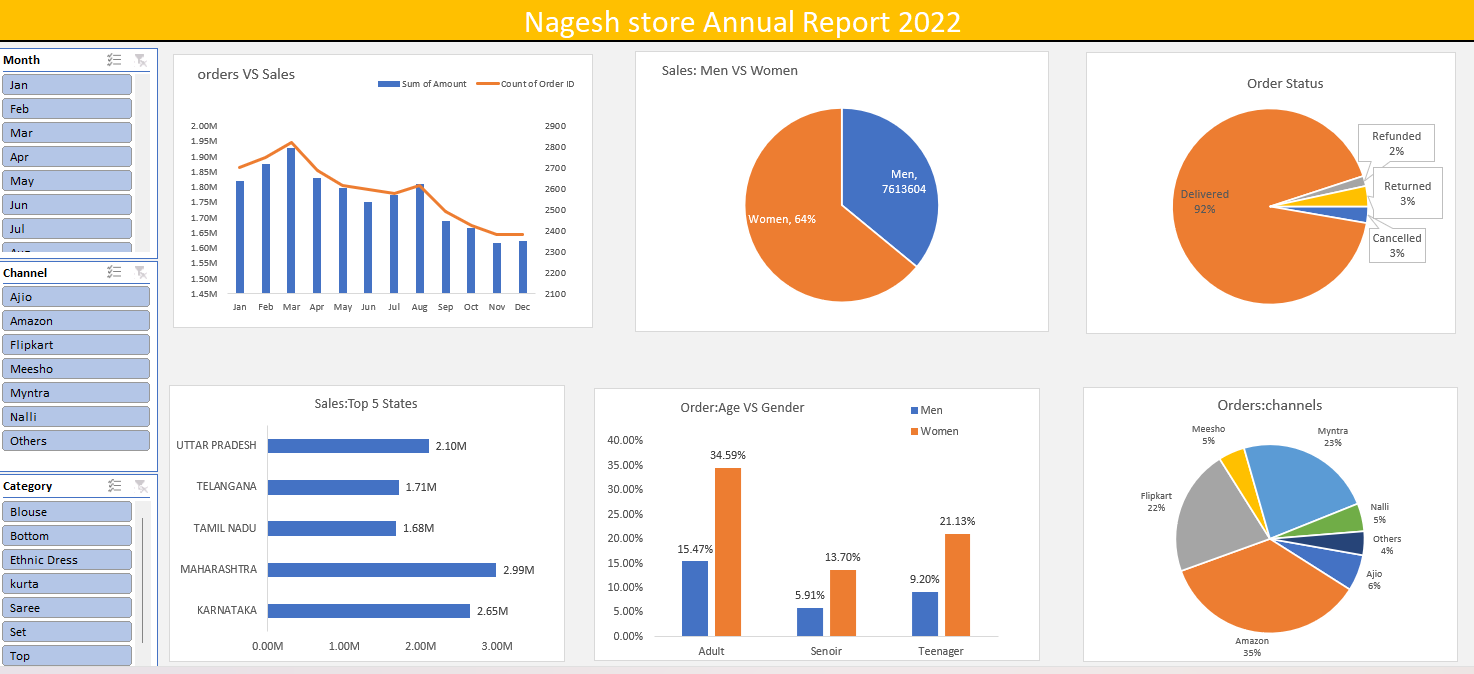 Nagesh store Annual Report 2022
Month
Jan
Feb
Mar
Apr
May
Jun
Jul
Channel
Ajio
Amazon
Flipkart
Meesho
Myntra
Nalli
Others
Category
Blouse
Bottom
Ethnic Dress
kurta
Saree
Set
Top
orders VS Sales
Sum of Amount
Count of Order ID
2.00M
1.95M
1.90M
1.85M
1.80M
1.75M
1.70M
1.65M
1.60M
1.55M
1.50M
1.45M
2900
2800
2700
2600
2500
2400
2300
2200
2100
Jan Feb Mar Apr May Jun Jul Aug Sep Oct Nov Dec
Sales: Men VS Women
Men,
7613604
Women, 64%
Order Status
Delivered
92%
Refunded
2%
Returned
3%
Cancelled
3%
Sales:Top 5 States
UTTAR PRADESH 2.10M
TELANGANA 1.71M
TAMIL NADU 1.68M
MAHARASHTRA 2.99M
KARNATAKA 2.65M
0.00M 1.00M 2.00M 3.00M
Order:Age VS Gender
Men
Women
40.00%
35.00%
30.00%
25.00%
20.00%
15.00%
10.00%
5.00%
0.00%
15.47%
34.59%
5.91%
13.70%
9.20%
21.13%
Adult Senoir Teenager
Orders:channels
Meesho
5%
Myntra
23%
Flipkart
22%
Nalli
5%
Others
4%
Ajio
6%
Amazon
35%